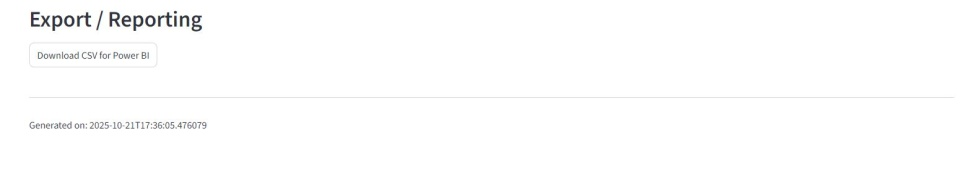 Export / Reporting
Download CSV for Power BI
Generated on: 2025-10-21T17:36:05.476079